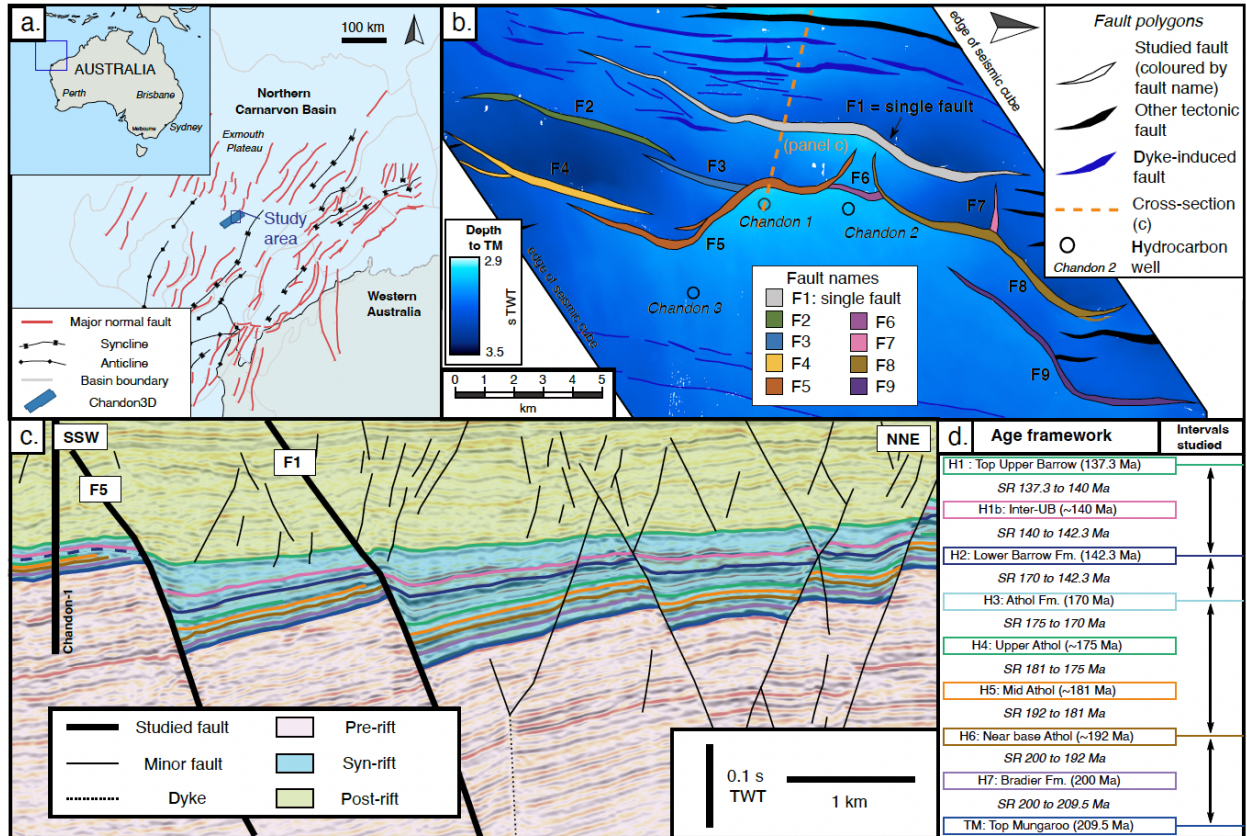 a.
100 km
AUSTRALIA
Perth
Brisbane
Melbourne
Sydney
Northern
Carnarvon Basin
Exmouth
Plateau
Study
area
Western
Australia
Major normal fault
Syncline
Anticline
Basin boundary
Chandon3D
b.
edge of seismic cube
F1 = single fault
(panel c)
F2
F3
F4
F5
F6
F7
F8
F9
Chandon 1
Chandon 2
Chandon 3
edge of seismic cube
Depth
to TM
2.9
s TWT
3.5
0 1 2 3 4 5
km
Fault names
F1: single fault
F2
F3
F4
F5
F6
F7
F8
F9
Fault polygons
Studied fault
(coloured by
fault name)
Other tectonic
fault
Dyke-induced
fault
Cross-section
(c)
Hydrocarbon
well
Chandon 2
c.
SSW
NNE
F5
F1
Chandon-1
Studied fault
Minor fault
Dyke
Pre-rift
Syn-rift
Post-rift
0.1 s
TWT
1 km
d.
Age framework
Intervals
studied
H1 : Top Upper Barrow (137.3 Ma)
SR 137.3 to 140 Ma
H1b: Inter-UB (~140 Ma)
SR 140 to 142.3 Ma
H2: Lower Barrow Fm. (142.3 Ma)
SR 170 to 142.3 Ma
H3: Athol Fm. (170 Ma)
SR 175 to 170 Ma
H4: Upper Athol (~175 Ma)
SR 181 to 175 Ma
H5: Mid Athol (~181 Ma)
SR 192 to 181 Ma
H6: Near base Athol (~192 Ma)
SR 200 to 192 Ma
H7: Bradier Fm. (200 Ma)
SR 200 to 209.5 Ma
TM: Top Mungaroo (209.5 Ma)